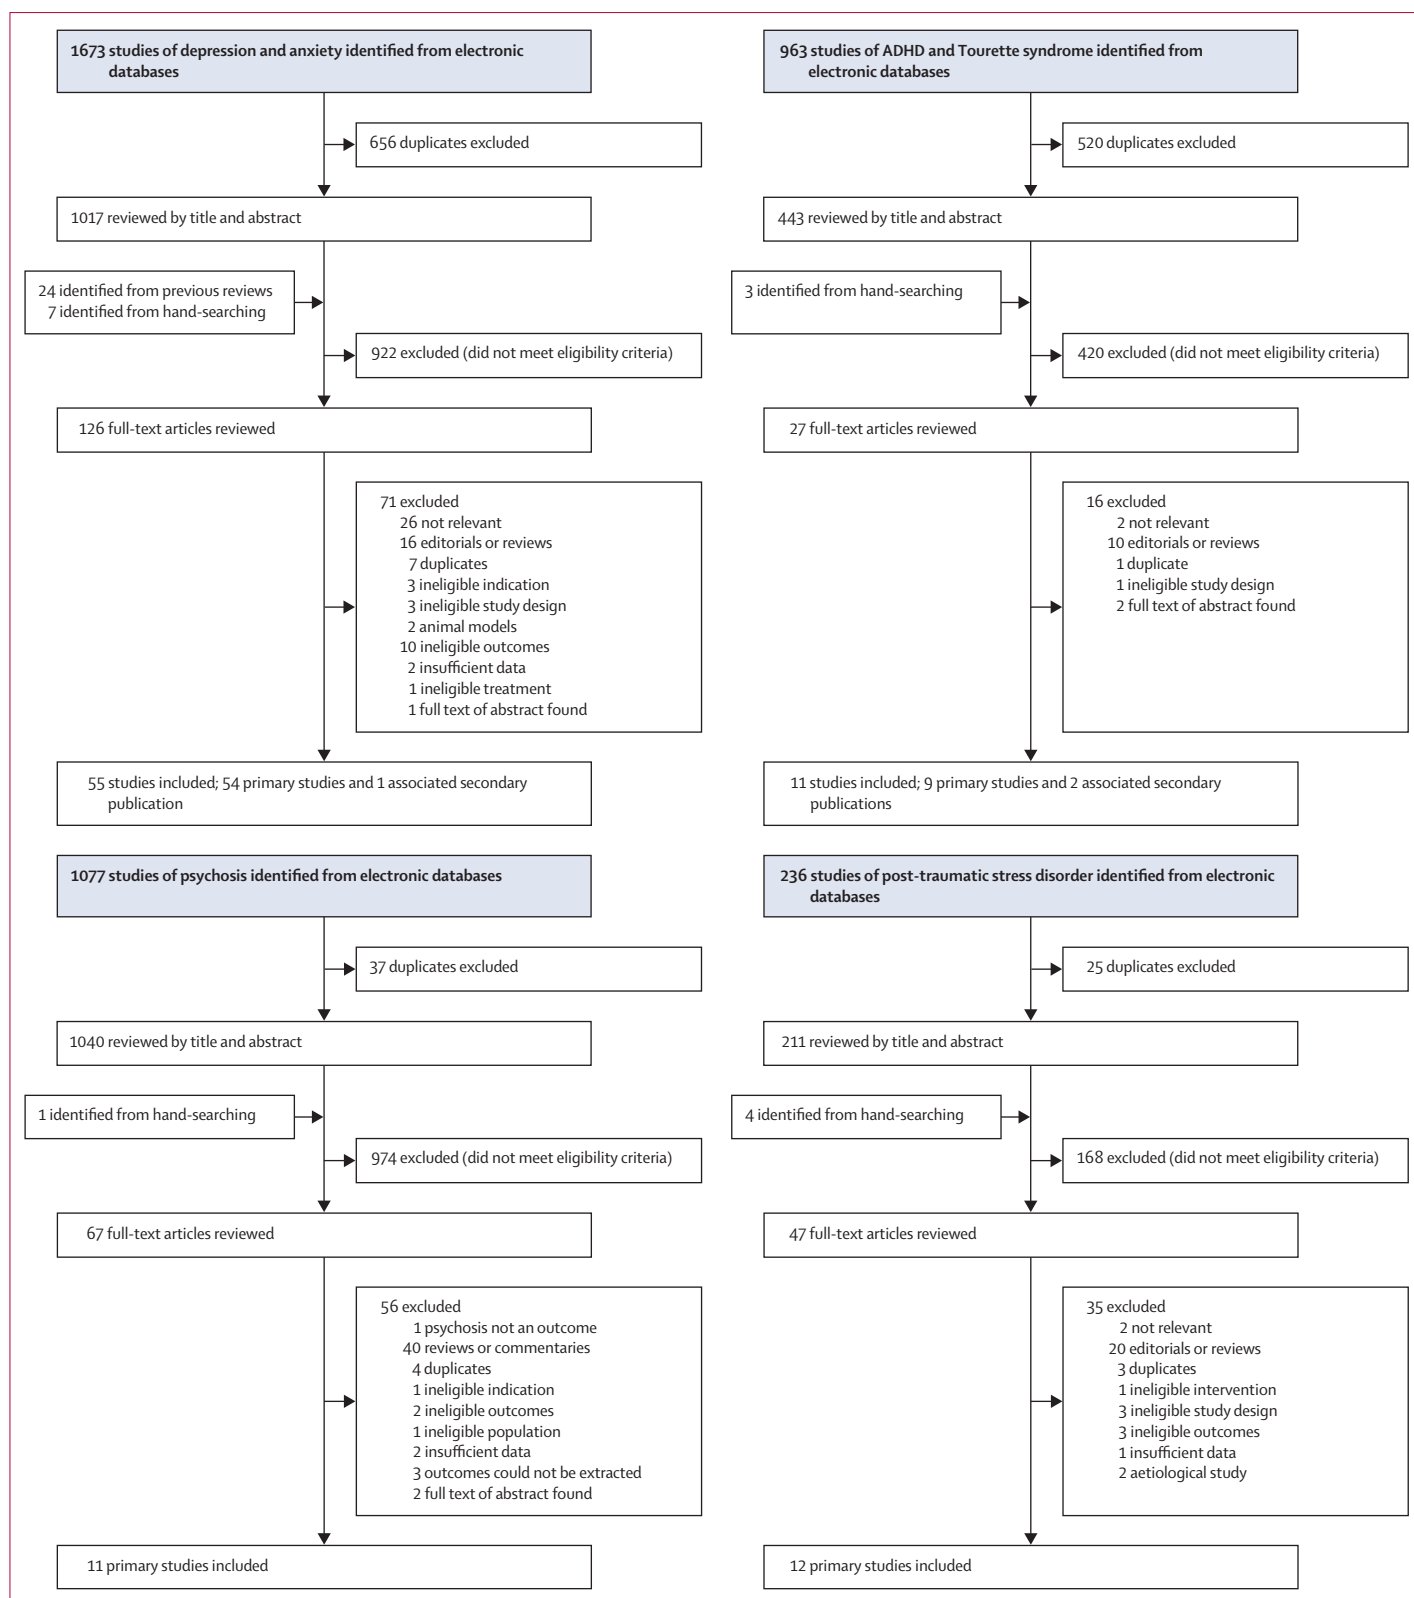 1673 studies of depression and anxiety identified from electronic
databases
656 duplicates excluded
1017 reviewed by title and abstract
24 identified from previous reviews
7 identified from hand-searching
922 excluded (did not meet eligibility criteria)
126 full-text articles reviewed
71 excluded
26 not relevant
16 editorials or reviews
7 duplicates
3 ineligible indication
3 ineligible study design
2 animal models
10 ineligible outcomes
2 insufficient data
1 ineligible treatment
1 full text of abstract found
55 studies included; 54 primary studies and 1 associated secondary
publication
963 studies of ADHD and Tourette syndrome identified from
electronic databases
520 duplicates excluded
443 reviewed by title and abstract
3 identified from hand-searching
420 excluded (did not meet eligibility criteria)
27 full-text articles reviewed
16 excluded
2 not relevant
10 editorials or reviews
1 duplicate
1 ineligible study design
2 full text of abstract found
11 studies included; 9 primary studies and 2 associated secondary
publications
1077 studies of psychosis identified from electronic databases
37 duplicates excluded
1040 reviewed by title and abstract
1 identified from hand-searching
974 excluded (did not meet eligibility criteria)
67 full-text articles reviewed
56 excluded
1 psychosis not an outcome
40 reviews or commentaries
4 duplicates
1 ineligible indication
2 ineligible outcomes
1 ineligible population
2 insufficient data
3 outcomes could not be extracted
2 full text of abstract found
11 primary studies included
236 studies of post-traumatic stress disorder identified from electronic
databases
25 duplicates excluded
211 reviewed by title and abstract
4 identified from hand-searching
168 excluded (did not meet eligibility criteria)
47 full-text articles reviewed
35 excluded
2 not relevant
20 editorials or reviews
3 duplicates
1 ineligible intervention
3 ineligible study design
3 ineligible outcomes
1 insufficient data
2 aetiological study
12 primary studies included